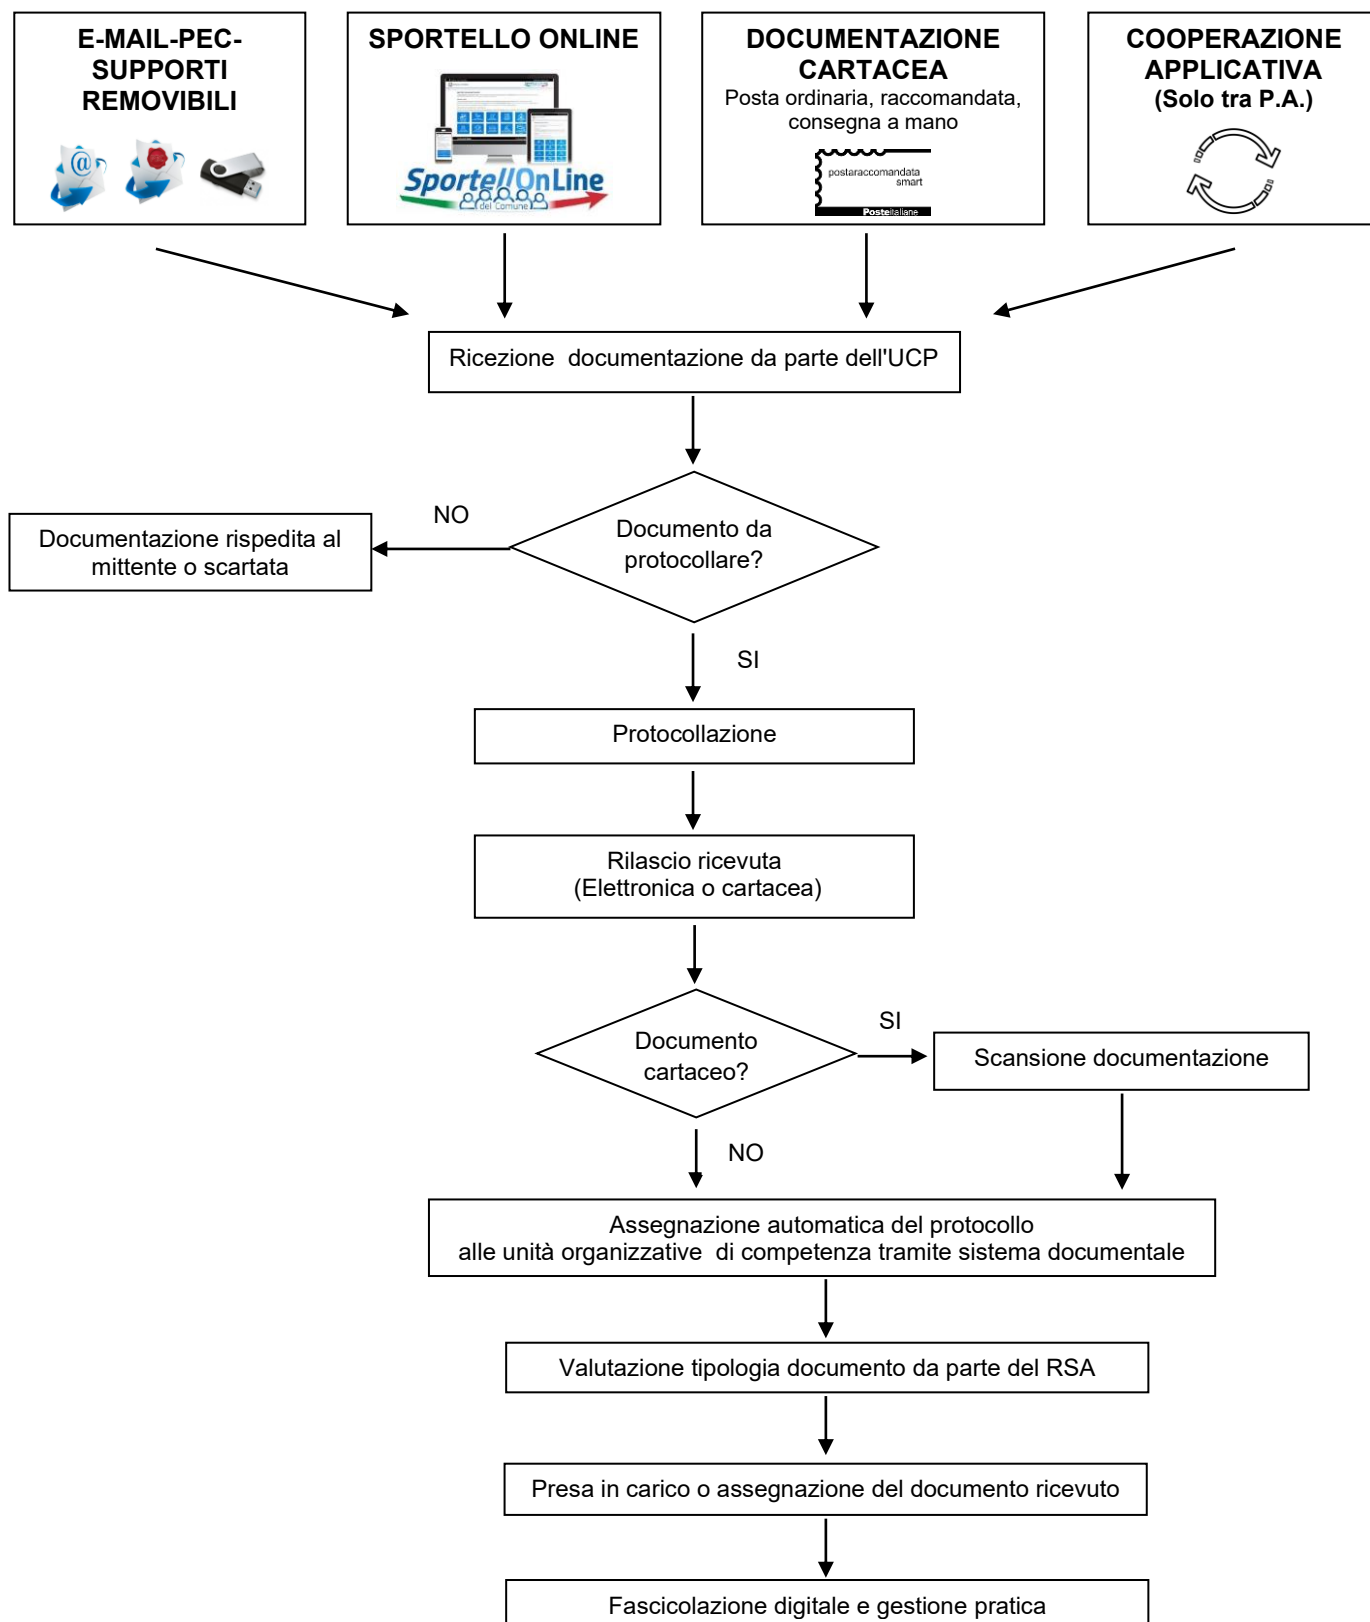 E-MAIL-PEC-
SUPPORTI
REMOVIBILI
@
SPORTELLO ONLINE
SportellOnLine
del Comune
DOCUMENTAZIONE
CARTACEA
Posta ordinaria, raccomandata,
consegna a mano
postaraccomandata
smart
Posteitaliane
COOPERAZIONE
APPLICATIVA
(Solo tra P.A.)
Ricezione documentazione da parte dell'UCP
NO
Documento da
protocollare?
Documentazione rispedita al
mittente o scartata
SI
Protocollazione
Rilascio ricevuta
(Elettronica o cartacea)
Documento
cartaceo?
SI
Scansione documentazione
NO
Assegnazione automatica del protocollo
alle unità organizzative di competenza tramite sistema documentale
Valutazione tipologia documento da parte del RSA
Presa in carico o assegnazione del documento ricevuto
Fascicolazione digitale e gestione pratica